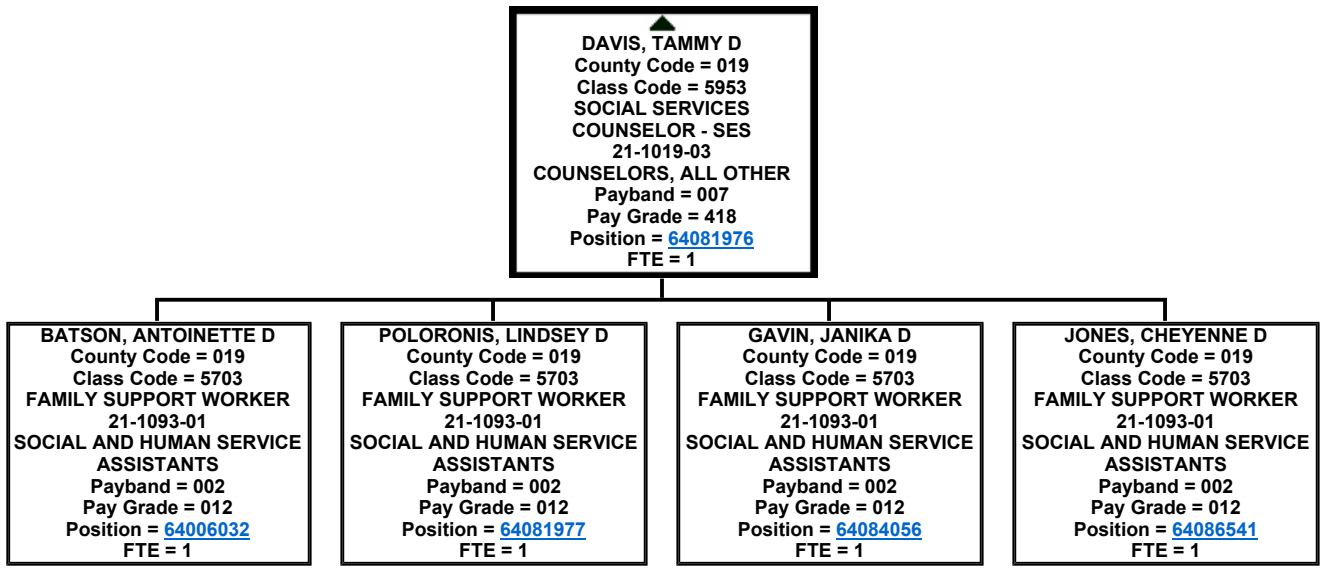 DAVIS, TAMMY D
County Code = 019
Class Code = 5953
SOCIAL SERVICES
COUNSELOR - SES
21-1019-03
COUNSELORS, ALL OTHER
Payband = 007
Pay Grade = 418
Position = 64081976
FTE = 1
BATSON, ANTOINETTE D
County Code = 019
Class Code = 5703
FAMILY SUPPORT WORKER
21-1093-01
SOCIAL AND HUMAN SERVICE
ASSISTANTS
Payband = 002
Pay Grade = 012
Position = 64006032
FTE = 1
POLORONIS, LINDSEY D
County Code = 019
Class Code = 5703
FAMILY SUPPORT WORKER
21-1093-01
SOCIAL AND HUMAN SERVICE
ASSISTANTS
Payband = 002
Pay Grade = 012
Position = 64081977
FTE = 1
GAVIN, JANIKA D
County Code = 019
Class Code = 5703
FAMILY SUPPORT WORKER
21-1093-01
SOCIAL AND HUMAN SERVICE
ASSISTANTS
Payband = 002
Pay Grade = 012
Position = 64084056
FTE = 1
JONES, CHEYENNE D
County Code = 019
Class Code = 5703
FAMILY SUPPORT WORKER
21-1093-01
SOCIAL AND HUMAN SERVICE
ASSISTANTS
Payband = 002
Pay Grade = 012
Position = 64086541
FTE = 1